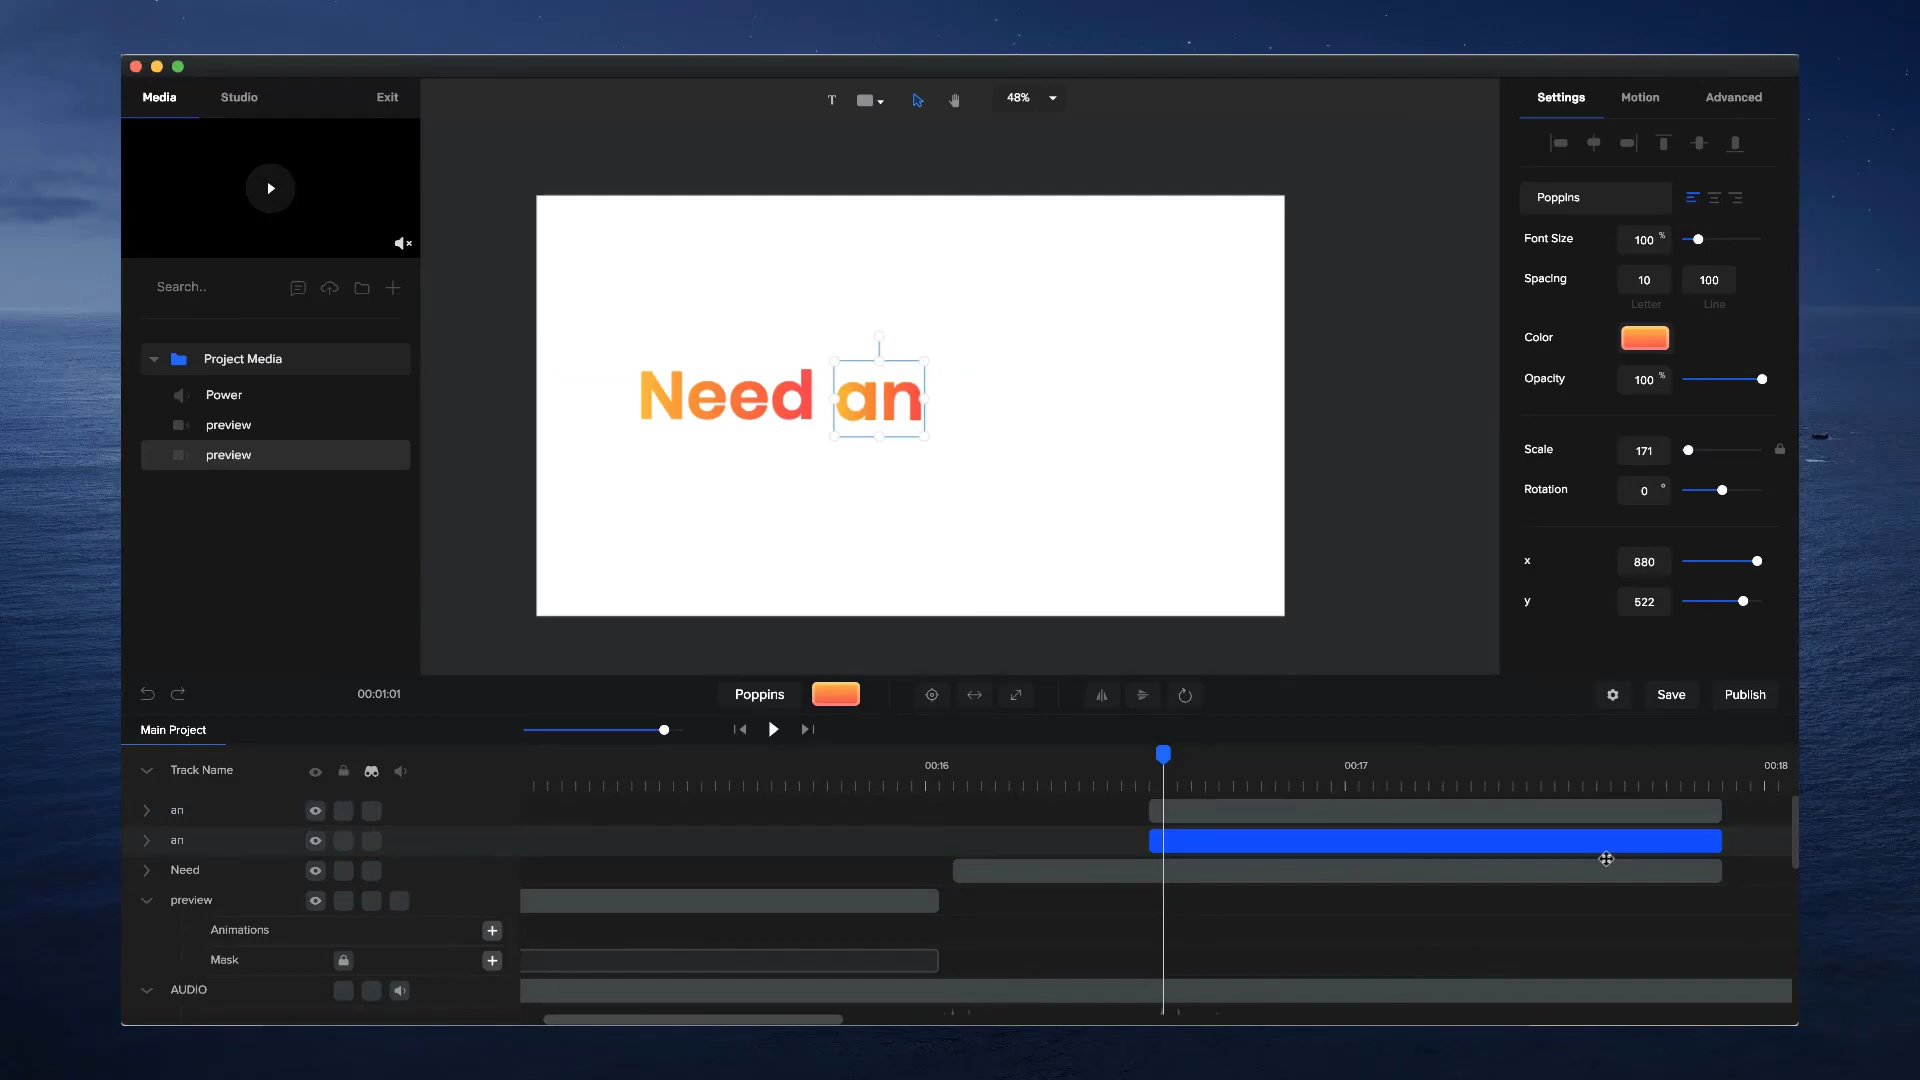 Media Studio Exit
T 48%
Settings Motion Advanced
Search..
Project Media
Power
preview
preview
Need an
Poppins
Font Size 100 %
Spacing 10 100
Letter Line
Color
Opacity 100 %
Scale 171
Rotation 0 °
x 880
y 522
00:01:01
Poppins
Save Publish
Main Project
Track Name
00:16 00:17 00:18
an
an
Need
preview
Animations
Mask
AUDIO